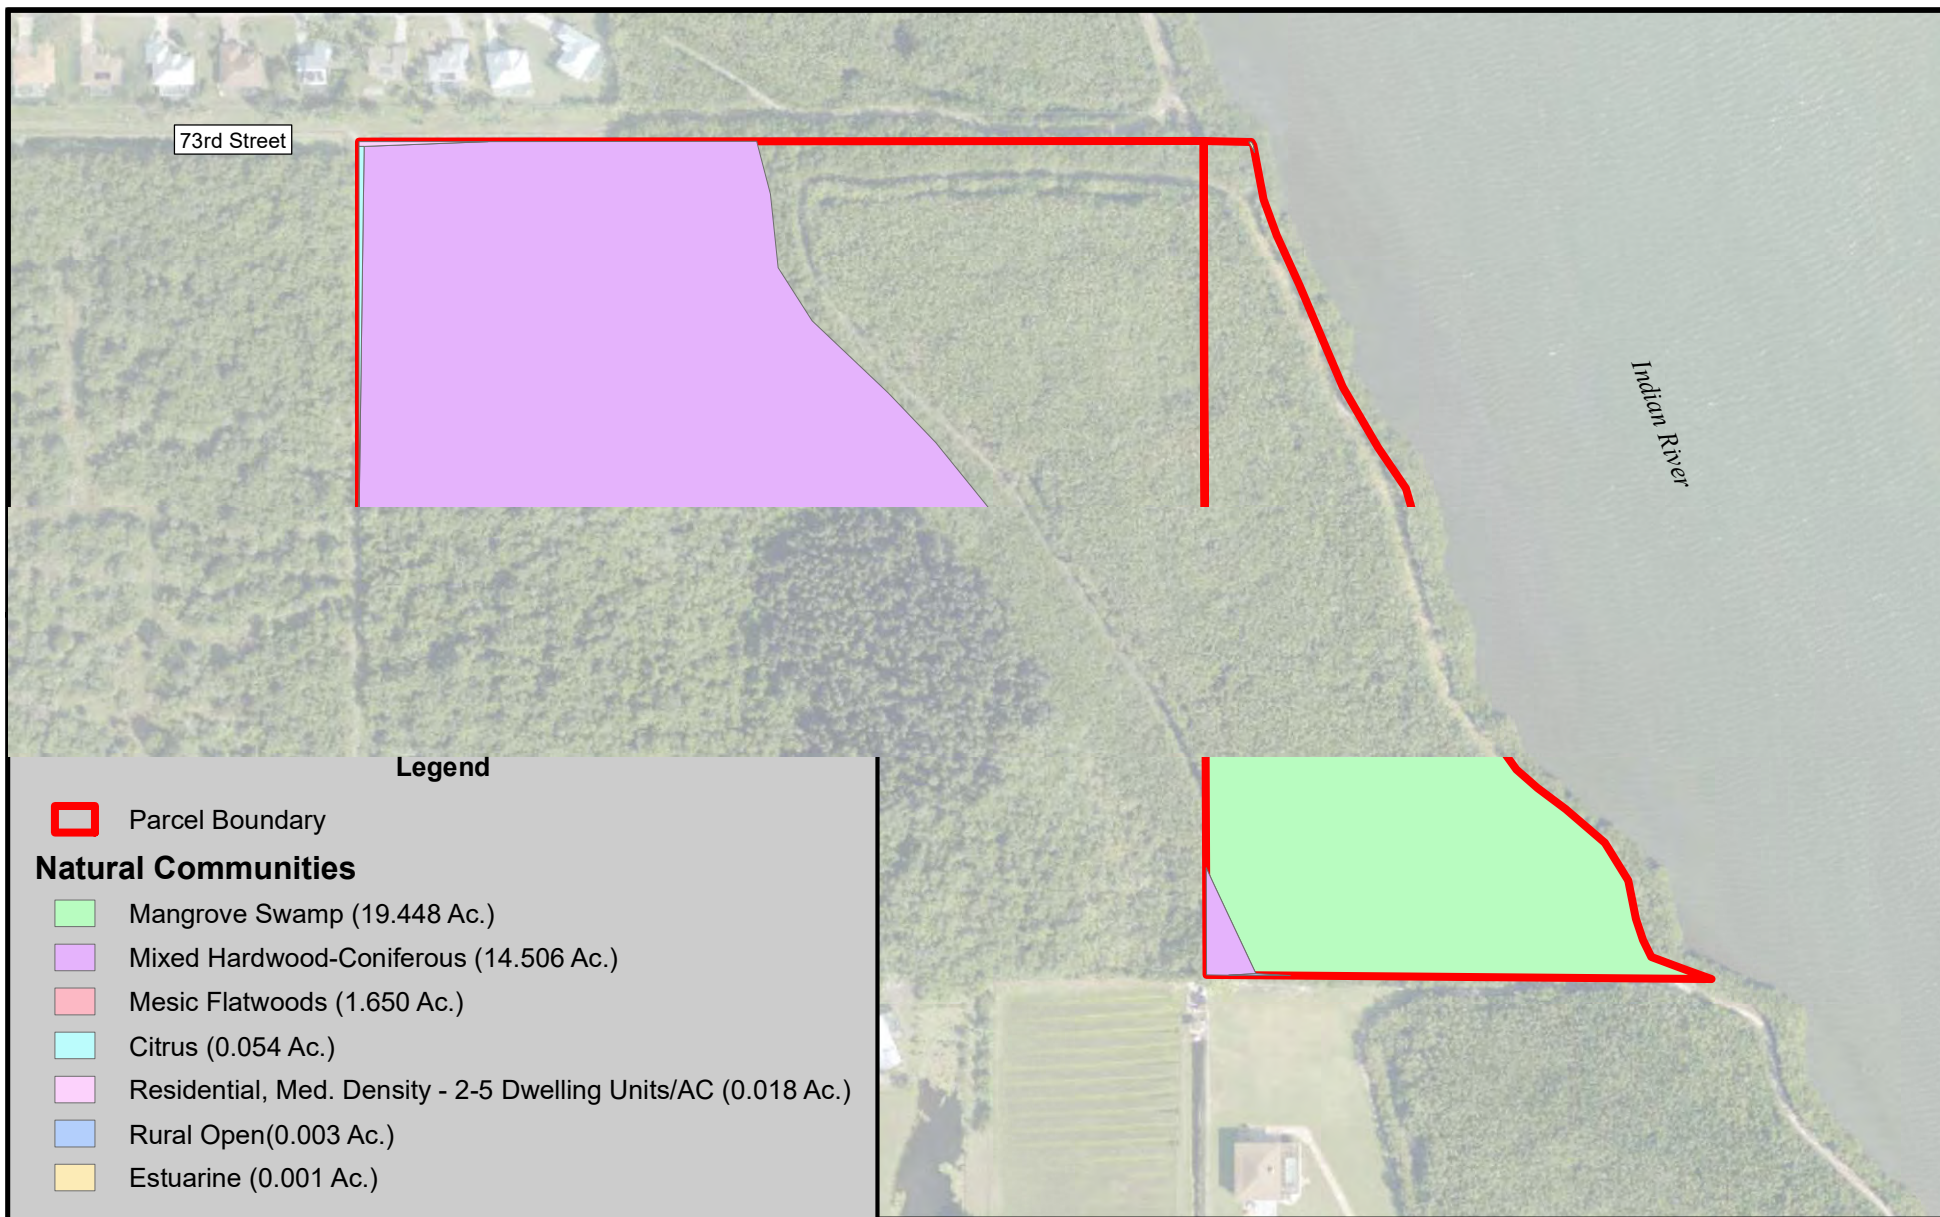 73rd Street
Indian River
Legend
Parcel Boundary
Natural Communities
Mangrove Swamp (19.448 Ac.)
Mixed Hardwood-Coniferous (14.506 Ac.)
Mesic Flatwoods (1.650 Ac.)
Citrus (0.054 Ac.)
Residential, Med. Density - 2-5 Dwelling Units/AC (0.018 Ac.)
Rural Open(0.003 Ac.)
Estuarine (0.001 Ac.)